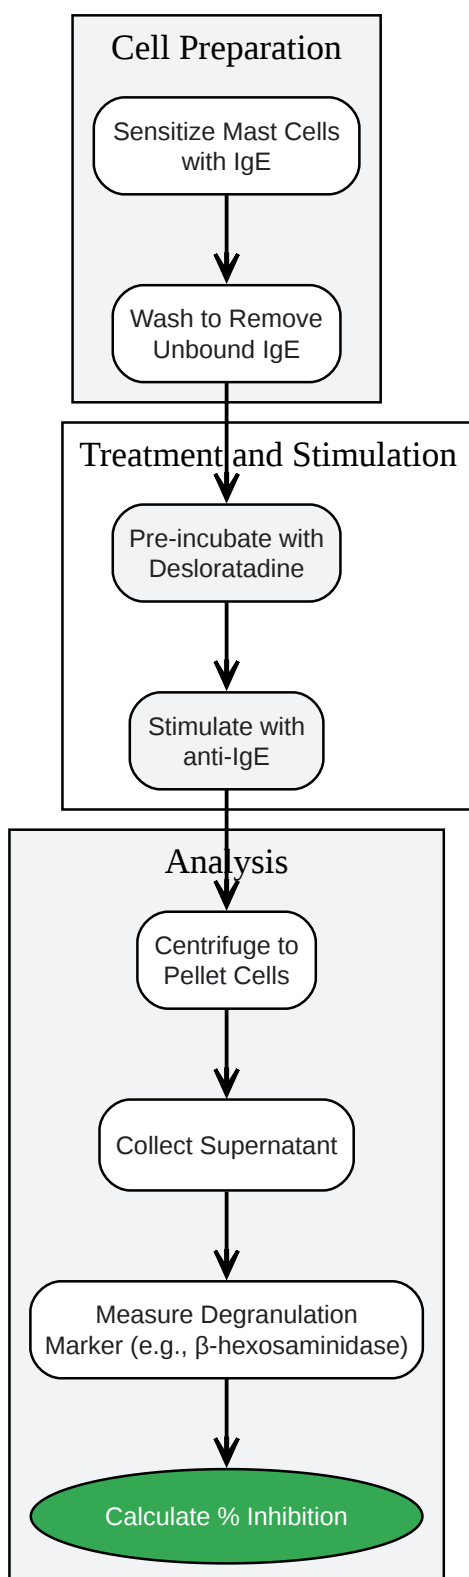 Cell Preparation
Sensitize Mast Cells
with IgE
Wash to Remove
Unbound IgE
Treatment and Stimulation
Pre-incubate with
Desloratadine
Stimulate with
anti-IgE
Analysis
Centrifuge to
Pellet Cells
Collect Supernatant
Measure Degranulation
Marker (e.g., β-hexosaminidase)
Calculate % Inhibition